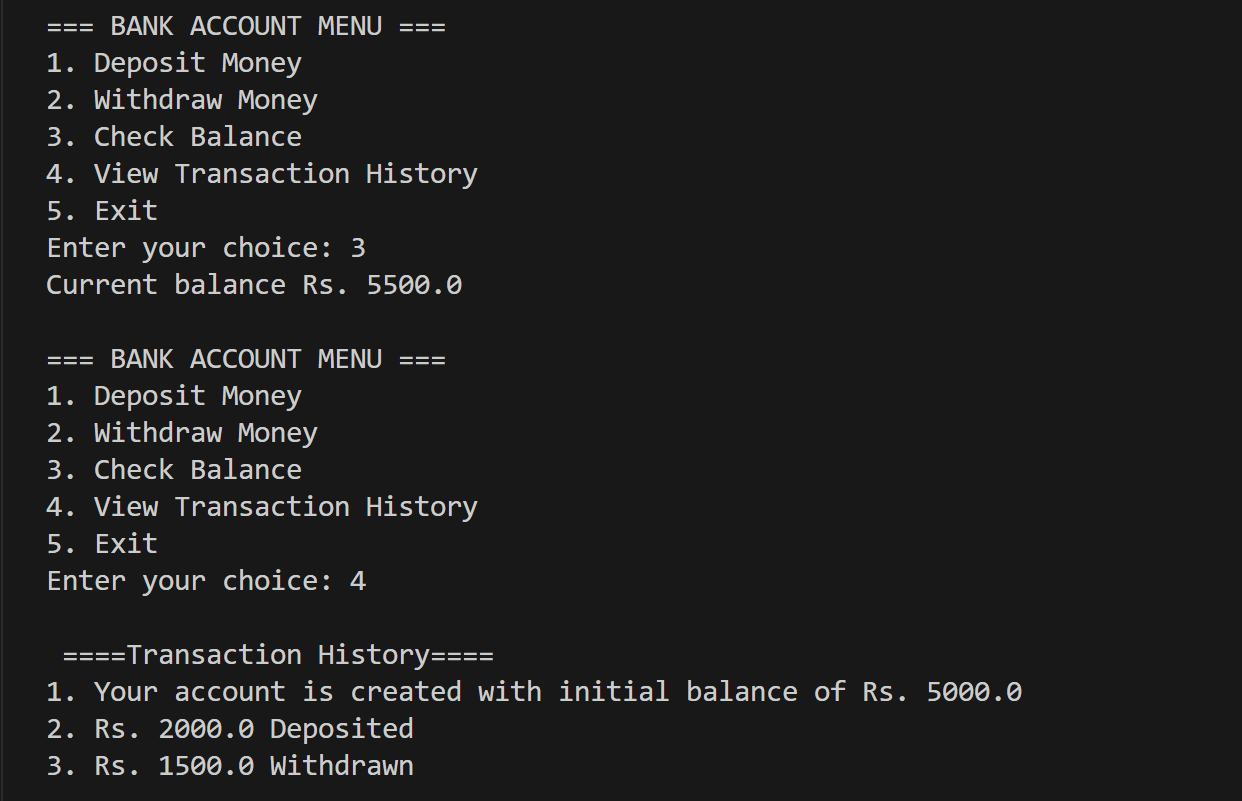 === BANK ACCOUNT MENU ===
1. Deposit Money
2. Withdraw Money
3. Check Balance
4. View Transaction History
5. Exit
Enter your choice: 3
Current balance Rs. 5500.0
=== BANK ACCOUNT MENU ===
1. Deposit Money
2. Withdraw Money
3. Check Balance
4. View Transaction History
5. Exit
Enter your choice: 4
====Transaction History====
1. Your account is created with initial balance of Rs. 5000.0
2. Rs. 2000.0 Deposited
3. Rs. 1500.0 Withdrawn